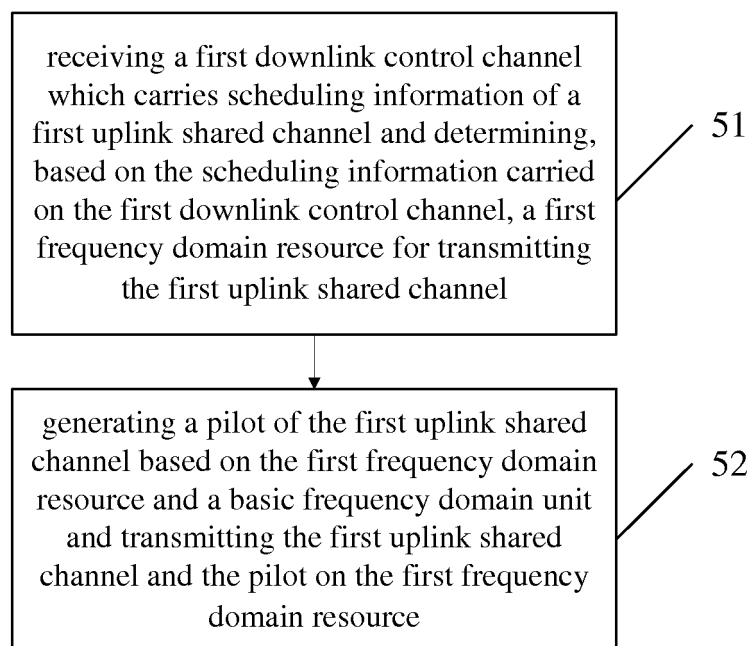 receiving a first downlink control channel
which carries scheduling information of a
first uplink shared channel and determining,
based on the scheduling information carried
on the first downlink control channel, a first
frequency domain resource for transmitting
the first uplink shared channel
51
generating a pilot of the first uplink shared
channel based on the first frequency domain
resource and a basic frequency domain unit
and transmitting the first uplink shared
channel and the pilot on the first frequency
domain resource
52